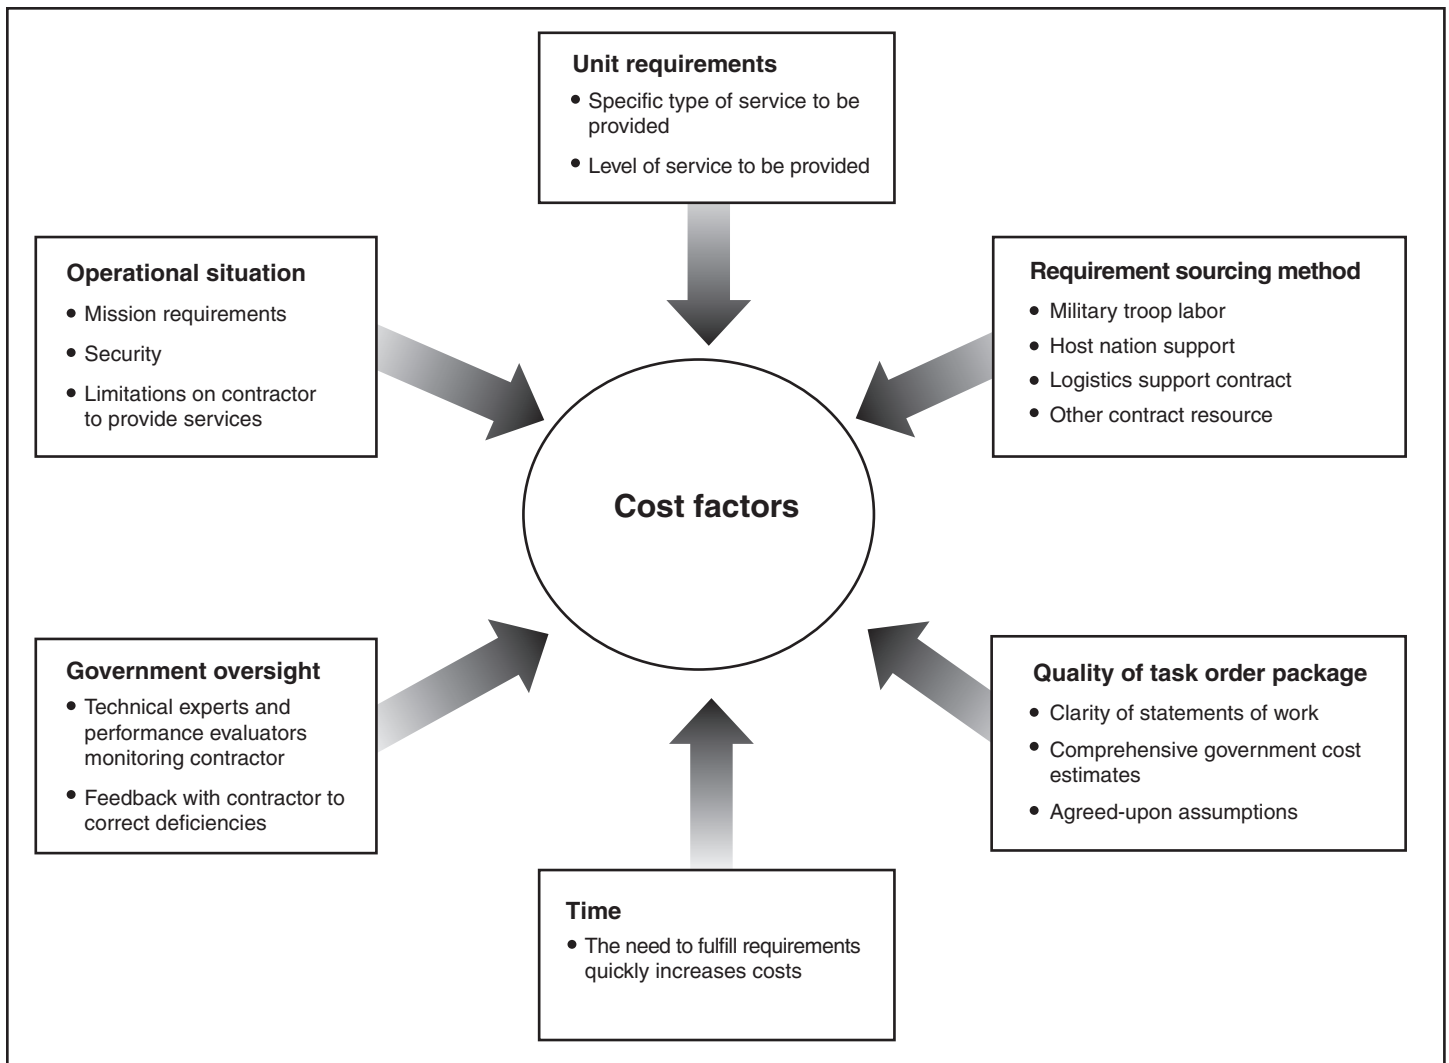 Unit requirements
• Specific type of service to be
provided
• Level of service to be provided
Operational situation
• Mission requirements
• Security
• Limitations on contractor
to provide services
Requirement sourcing method
• Military troop labor
• Host nation support
• Logistics support contract
• Other contract resource
Cost factors
Government oversight
• Technical experts and
performance evaluators
monitoring contractor
• Feedback with contractor to
correct deficiencies
Quality of task order package
• Clarity of statements of work
• Comprehensive government cost
estimates
• Agreed-upon assumptions
Time
• The need to fulfill requirements
quickly increases costs